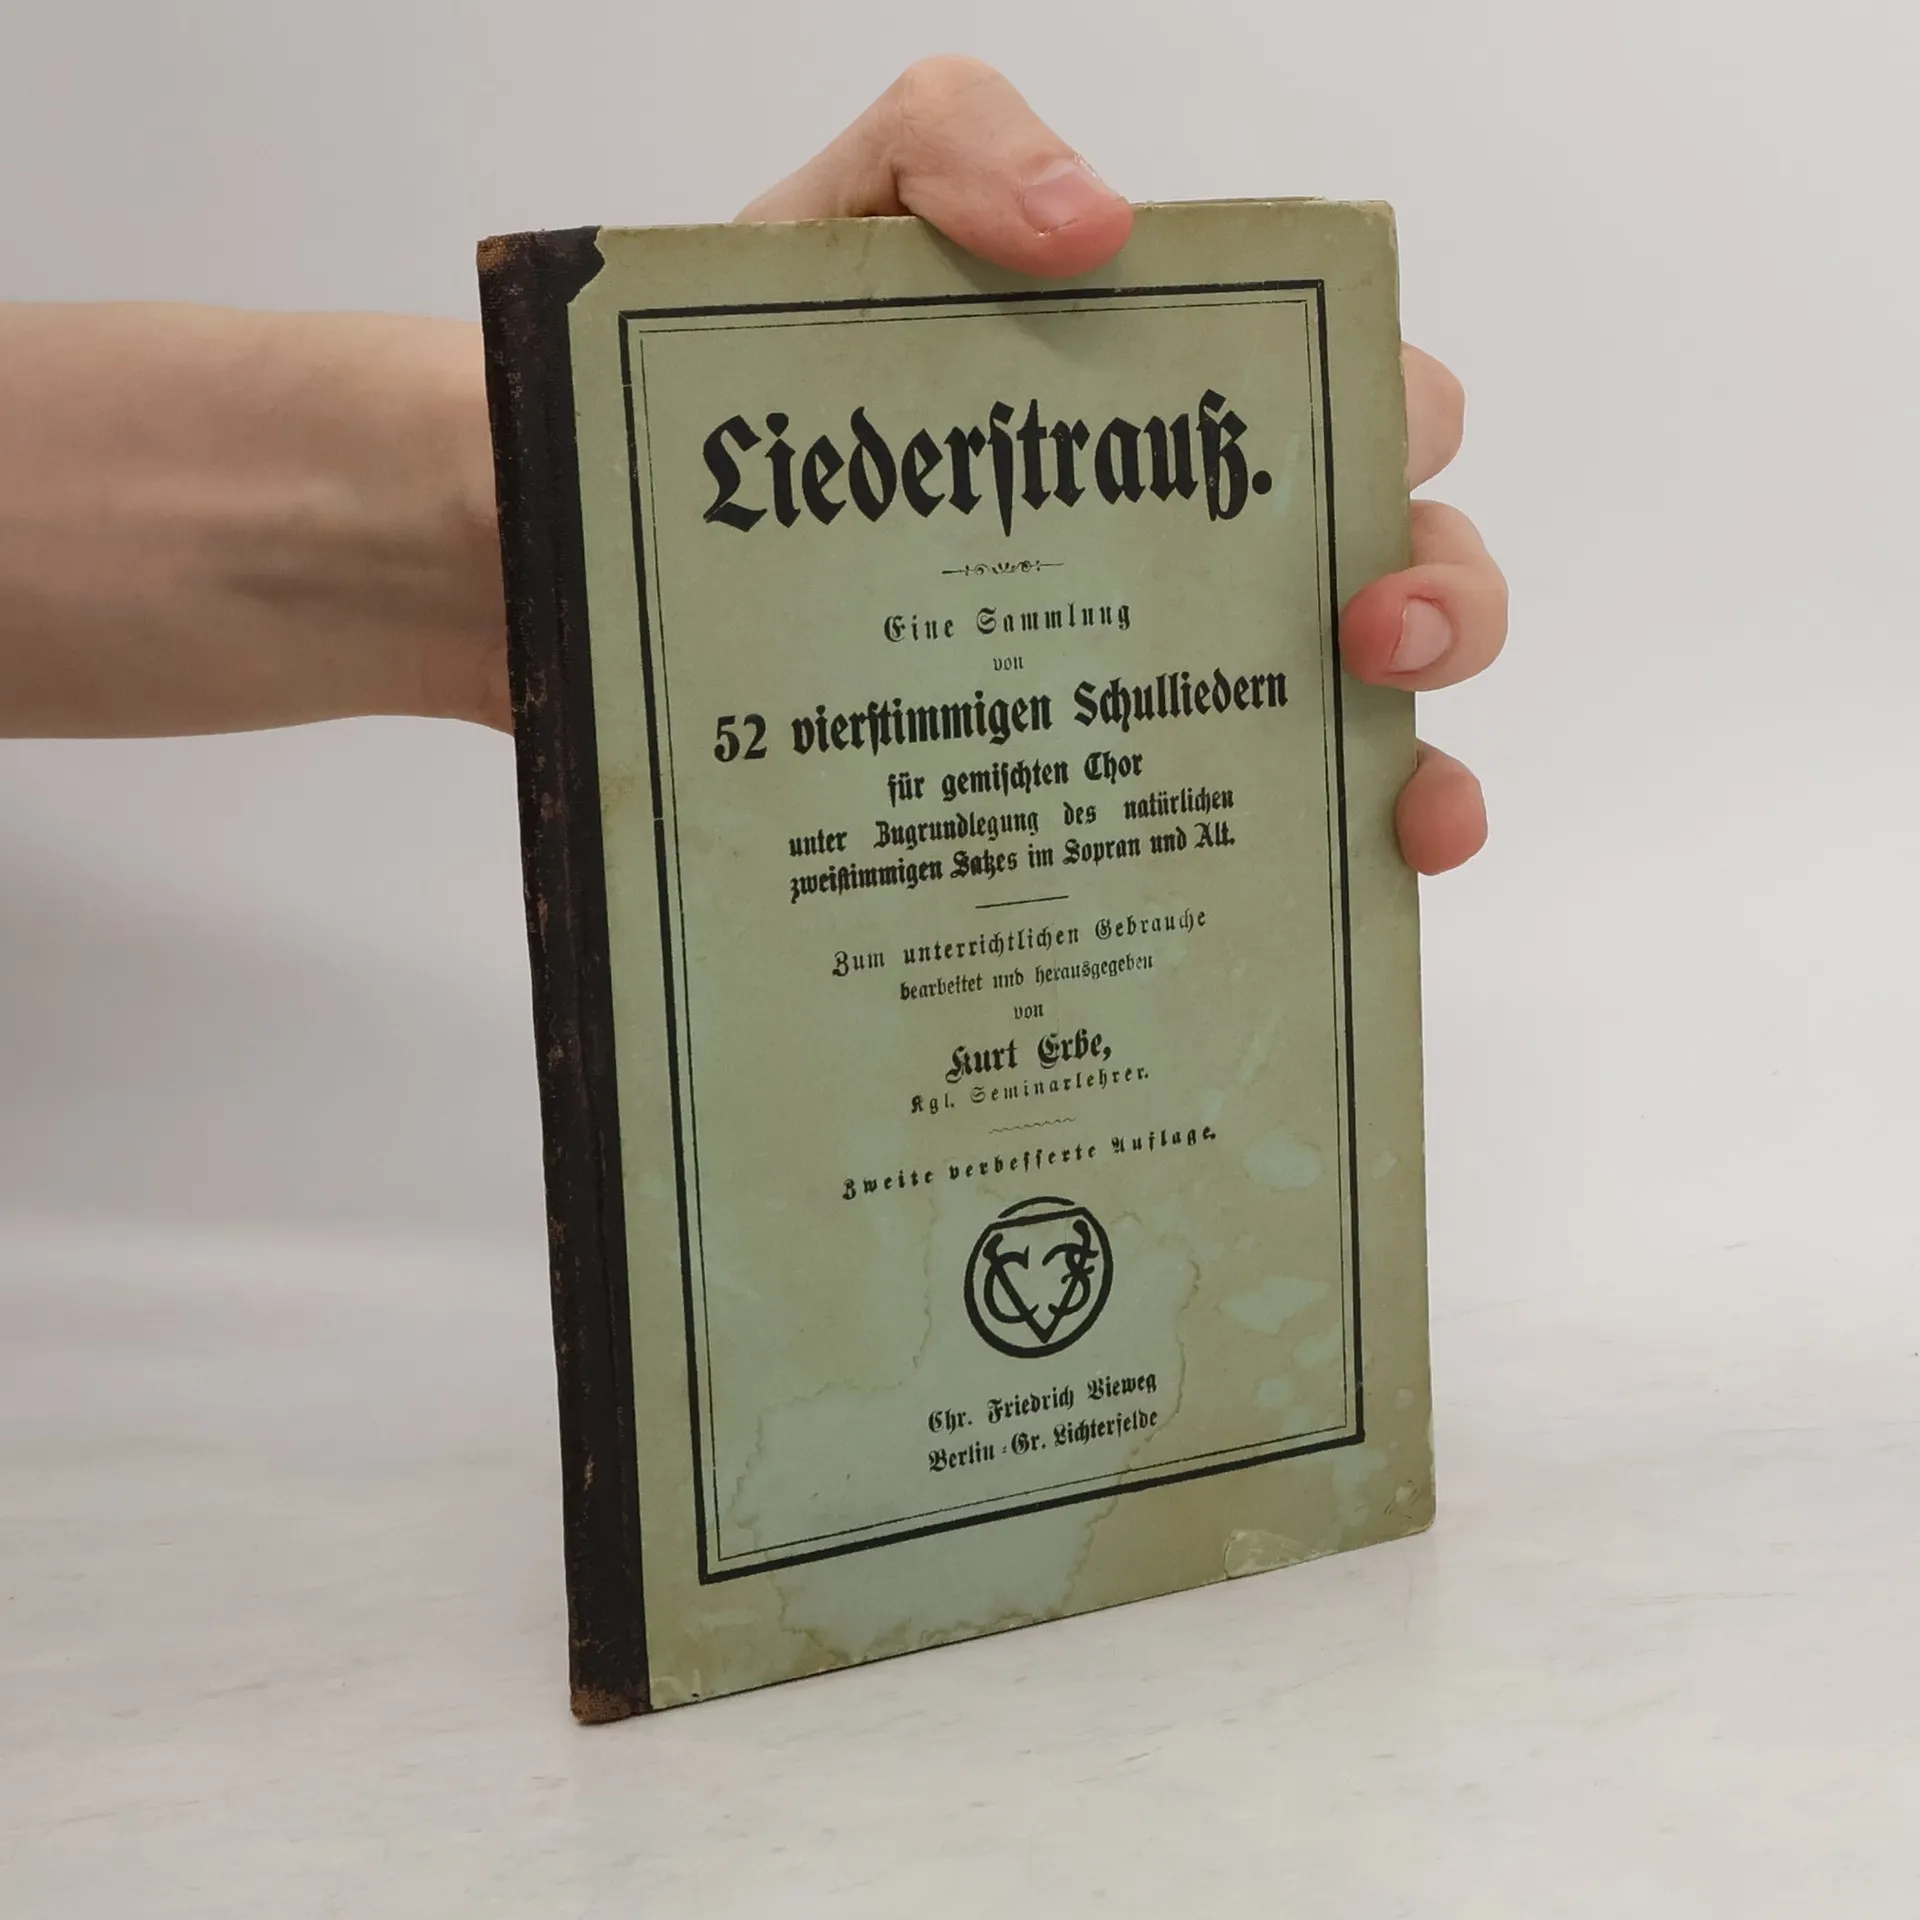 Liederstrauß.
Eine Sammlung
von
52 vierstimmigen Schulliedern
für gemischten Chor
unter Zugrundlegung des natürlichen
zweistimmigen Satzes im Sopran und Alt.
Zum unterrichtlichen Gebrauche
bearbeitet und herausgegeben
von
Kurt Erbe,
Kgl. Seminarlehrer.
Zweite verbesserte Auflage.
CVF
Chr. Friedrich Vieweg
Berlin=Gr. Lichterfelde